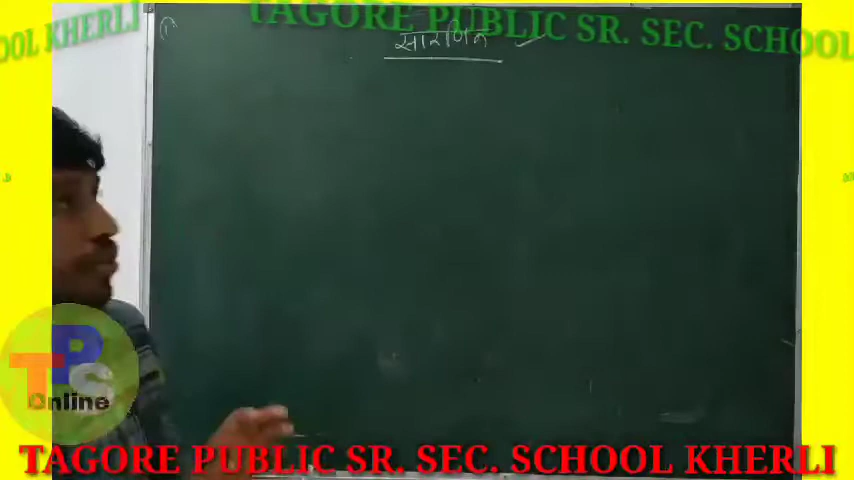 TAGORE PUBLIC SR. SEC. SCHOOL
OOL KHERLI
सारणिक
TPS
Online
TAGORE PUBLIC SR. SEC. SCHOOL KHERLI